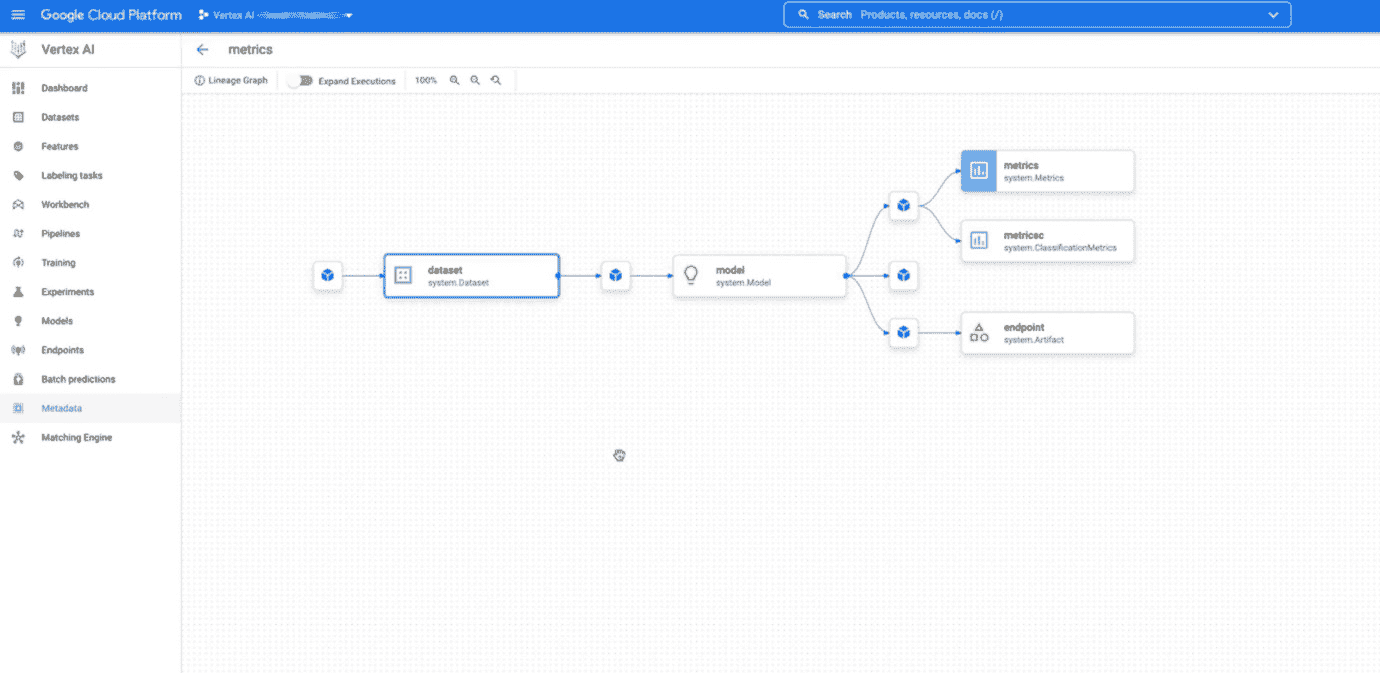 Google Cloud Platform
Vertex AI
Search Products, resources, docs (/)
Vertex AI
metrics
Lineage Graph
Expand Executions
100%
Dashboard
Datasets
Features
Labeling tasks
Workbench
Pipelines
Training
Experiments
Models
Endpoints
Batch predictions
Metadata
Matching Engine
dataset
system.Dataset
model
system.Model
metrics
system.Metrics
metricsc
system.ClassificationMetrics
endpoint
system.Artifact